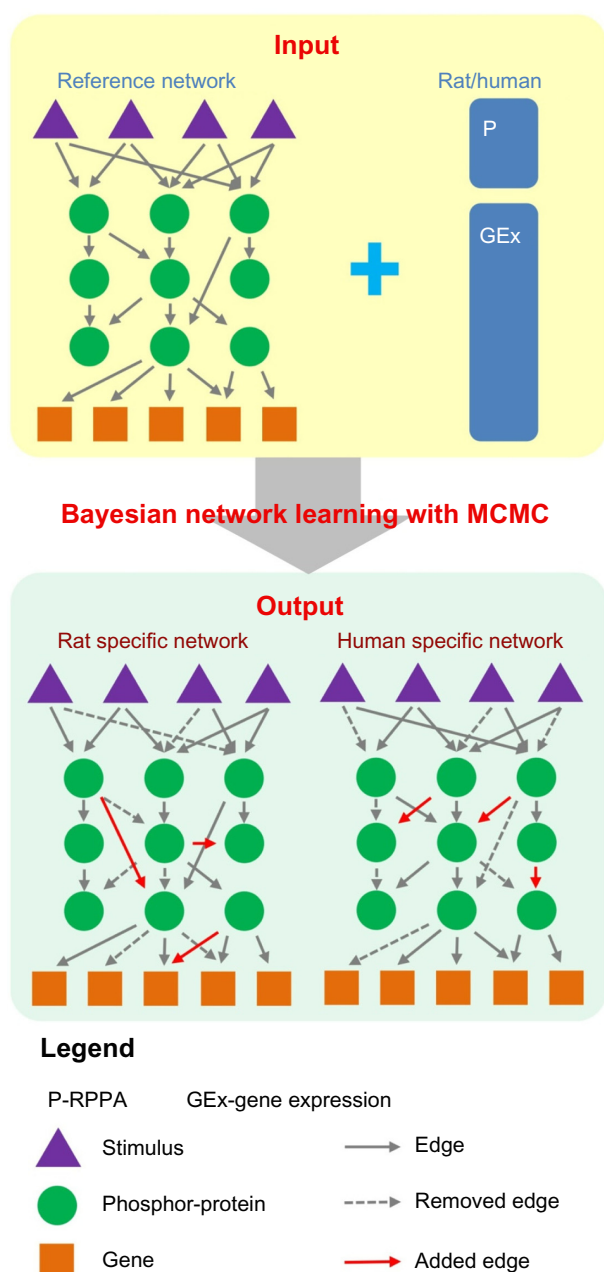 Input
Reference network
Rat/human
P
GEx
Bayesian network learning with MCMC
Output
Rat specific network
Human specific network
Legend
P-RPPA
GEx-gene expression
Stimulus
Edge
Phosphor-protein
Removed edge
Gene
Added edge